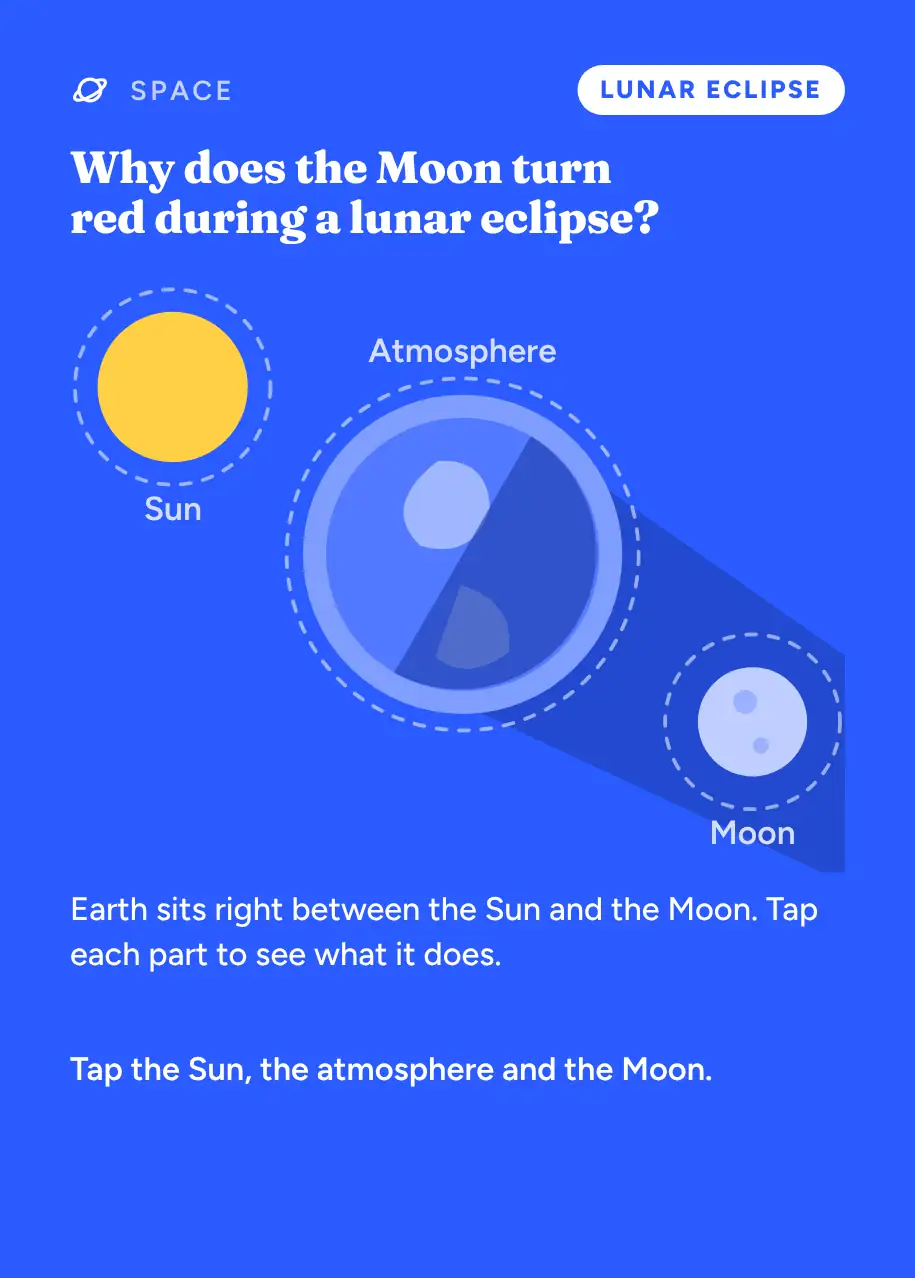 SPACE
LUNAR ECLIPSE
Why does the Moon turn
red during a lunar eclipse?
Atmosphere
Sun
Moon
Earth sits right between the Sun and the Moon. Tap
each part to see what it does.
Tap the Sun, the atmosphere and the Moon.